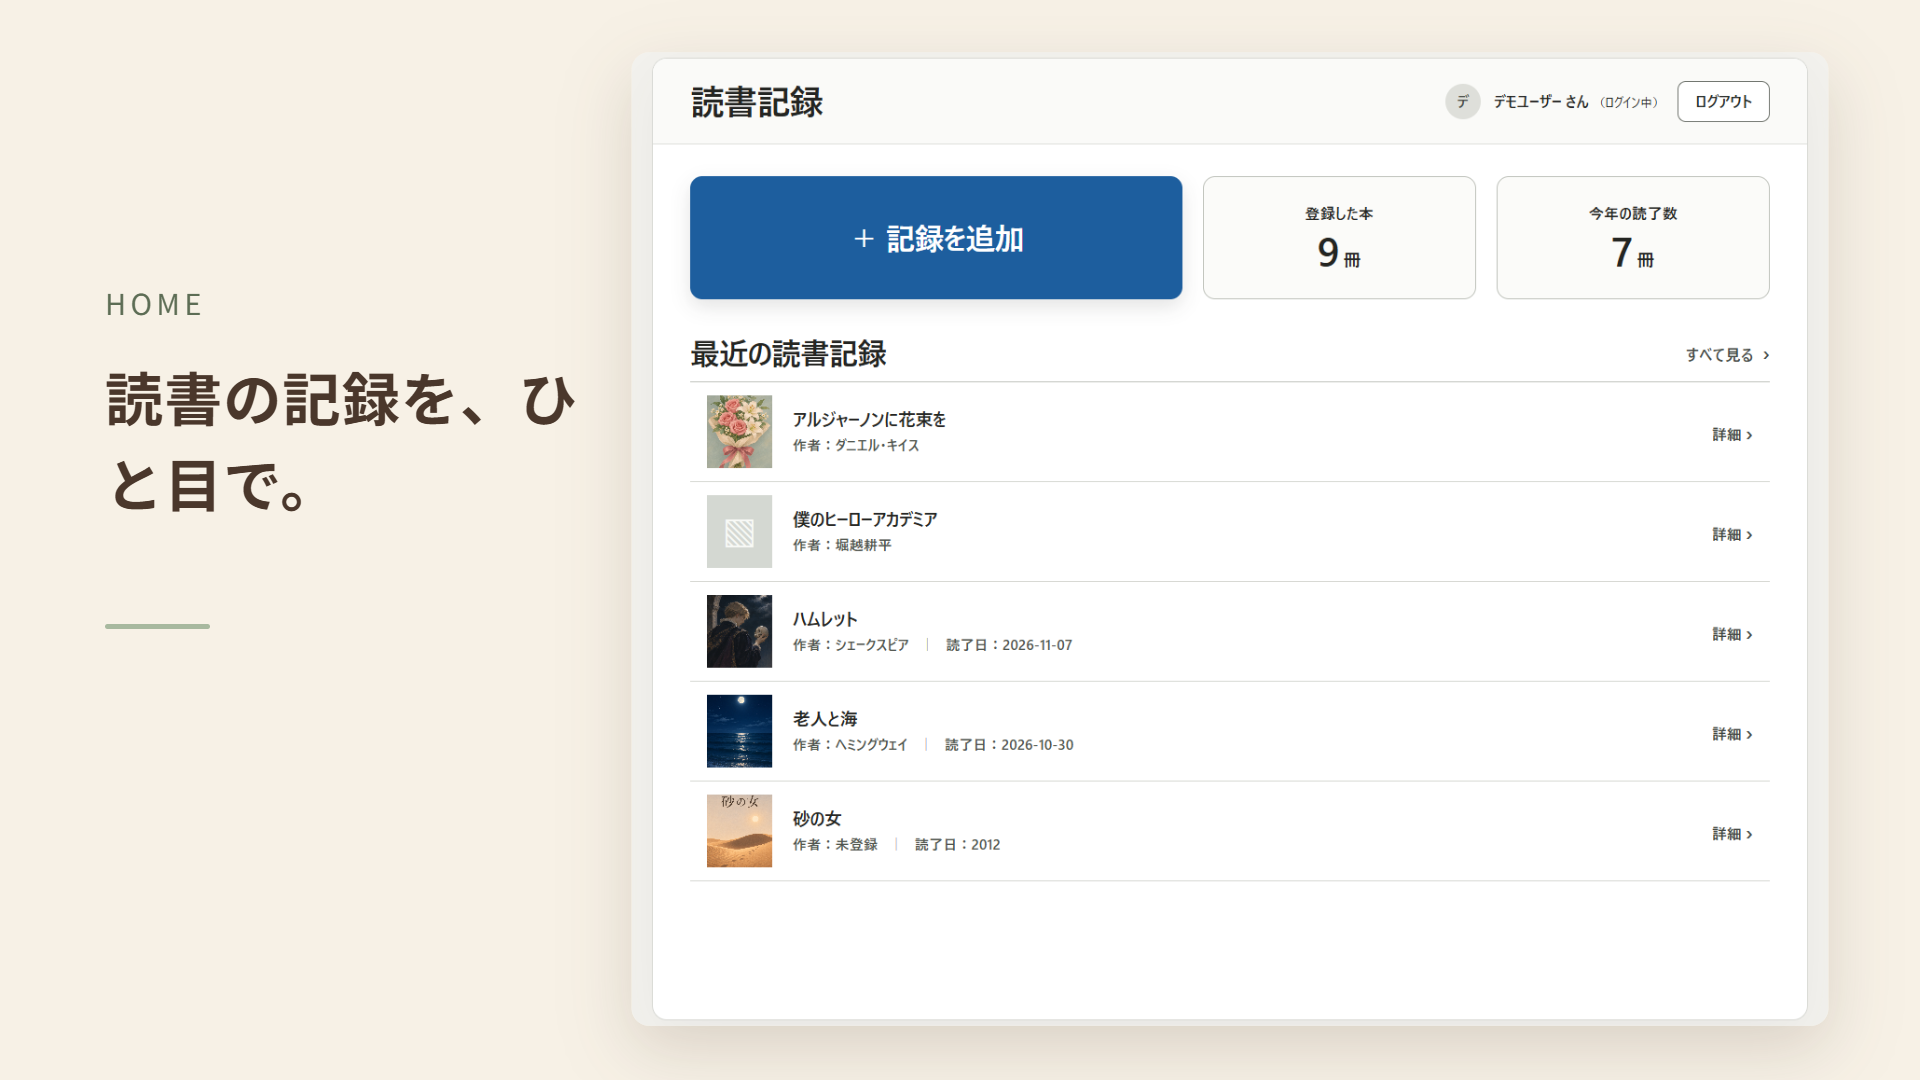 HOME
読書の記録を、ひ
と目で。
読書記録
デ デモユーザー さん （ログイン中） ログアウト
＋ 記録を追加
登録した本
9 冊
今年の読了数
7 冊
最近の読書記録
すべて見る ›
アルジャーノンに花束を
作者：ダニエル・キイス
詳細 ›
僕のヒーローアカデミア
作者：堀越耕平
詳細 ›
ハムレット
作者：シェークスピア ｜ 読了日：2026-11-07
詳細 ›
老人と海
作者：ヘミングウェイ ｜ 読了日：2026-10-30
詳細 ›
砂の女
砂の女
作者：未登録 ｜ 読了日：2012
詳細 ›